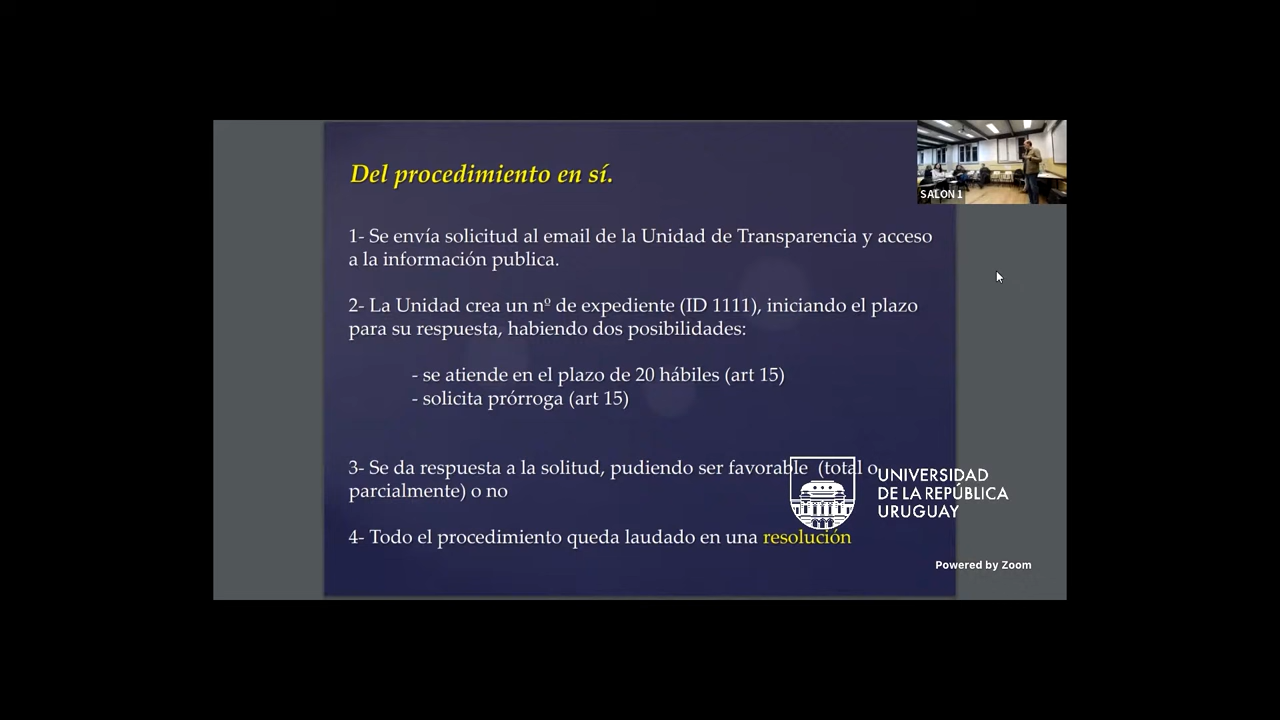 Del procedimiento en sí.
SALON 1
1- Se envía solicitud al email de la Unidad de Transparencia y acceso
a la información publica.
2- La Unidad crea un nº de expediente (ID 1111), iniciando el plazo
para su respuesta, habiendo dos posibilidades:
- se atiende en el plazo de 20 hábiles (art 15)
- solicita prórroga (art 15)
3- Se da respuesta a la solitud, pudiendo ser favorable (total o
parcialmente) o no
4- Todo el procedimiento queda laudado en una resolución
UNIVERSIDAD
DE LA REPÚBLICA
URUGUAY
Powered by Zoom